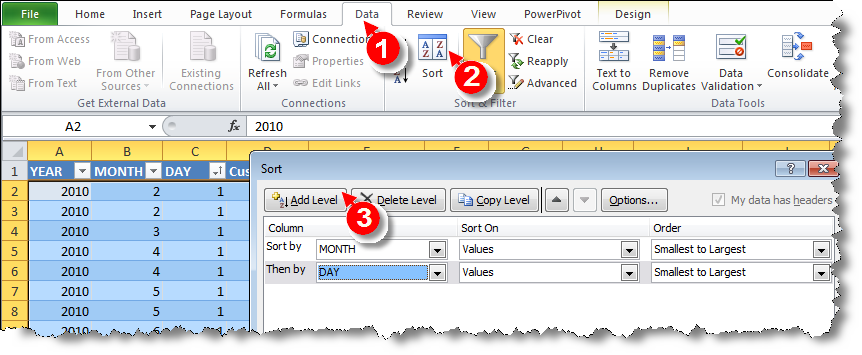 File Home Insert Page Layout Formulas Data Review View PowerPivot Design
From Access
From Web
From Text
From Other Sources
Existing Connections
Get External Data
Refresh All
Connection
Properties
Edit Links
Connections
1
Sort
2
Clear
Reapply
Advanced
Sort & Filter
Text to Columns
Remove Duplicates
Data Validation
Consolidate
Data Tools
A2 fx 2010
A B C
1 YEAR MONTH DAY Cus
2 2010 2 1
3 2010 2 1
4 2010 3 1
5 2010 4 1
6 2010 4 1
7 2010 5 1
8 2010 5 1
Sort
Add Level Delete Level Copy Level Options... My data has headers
3
Column Sort On Order
Sort by MONTH Values Smallest to Largest
Then by DAY Values Smallest to Largest